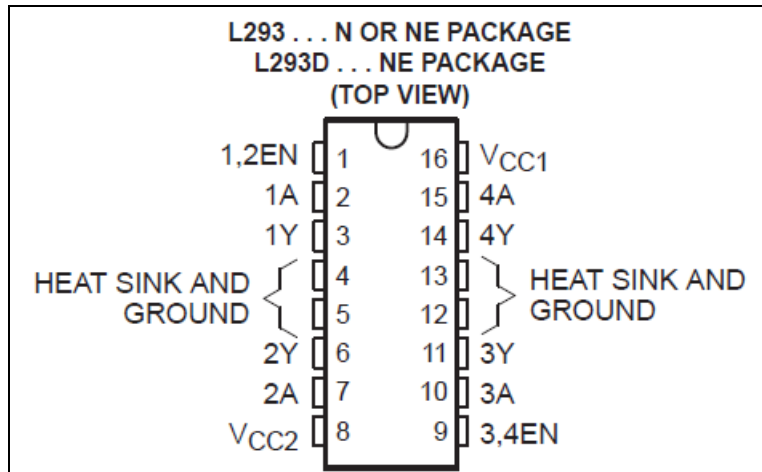 L293 . . . N OR NE PACKAGE
L293D . . . NE PACKAGE
(TOP VIEW)
1,2EN 1 16 VCC1
1A 2 15 4A
1Y 3 14 4Y
HEAT SINK AND GROUND 4 13 HEAT SINK AND GROUND
5 12
2Y 6 11 3Y
2A 7 10 3A
VCC2 8 9 3,4EN